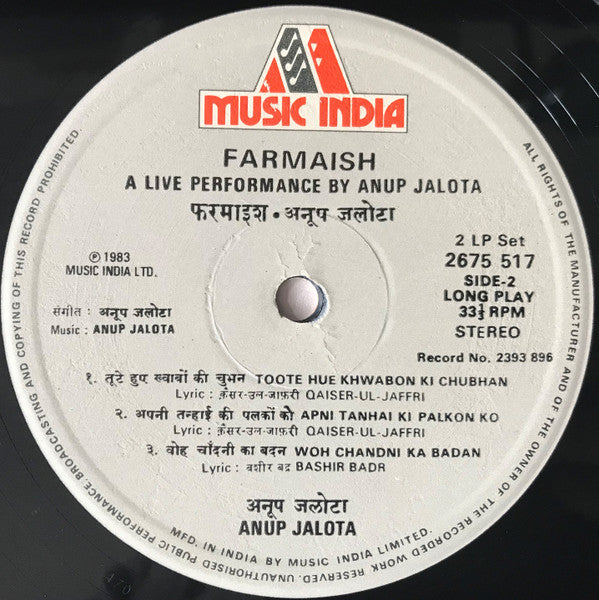 MUSIC INDIA
FARMAISH
A LIVE PERFORMANCE BY ANUP JALOTA
फरमाइश • अनूप जलोटा
℗ 1983
MUSIC INDIA LTD.
2 LP Set
2675 517
SIDE-2
LONG PLAY
33⅓ RPM
STEREO
संगीत : अनूप जलोटा
Music : ANUP JALOTA
Record No. 2393 896
१. तूटे हुए ख्वाबों की चुभन TOOTE HUE KHWABON KI CHUBHAN
Lyric : क़ैसर-उल-जाफ़री QAISER-UL-JAFFRI
२. अपनी तन्हाई की पलकों को APNI TANHAI KI PALKON KO
Lyric : क़ैसर-उल-जाफ़री QAISER-UL-JAFFRI
३. वोह चाँदनी का बदन WOH CHANDNI KA BADAN
Lyric : बशीर बद्र BASHIR BADR
अनूप जलोटा
ANUP JALOTA
MFD. IN INDIA BY MUSIC INDIA LIMITED.
ALL RIGHTS OF THE MANUFACTURER AND OF THE OWNER OF THE RECORDED WORK RESERVED. UNAUTHORISED PUBLIC PERFORMANCE, BROADCASTING AND COPYING OF THIS RECORD PROHIBITED.
470